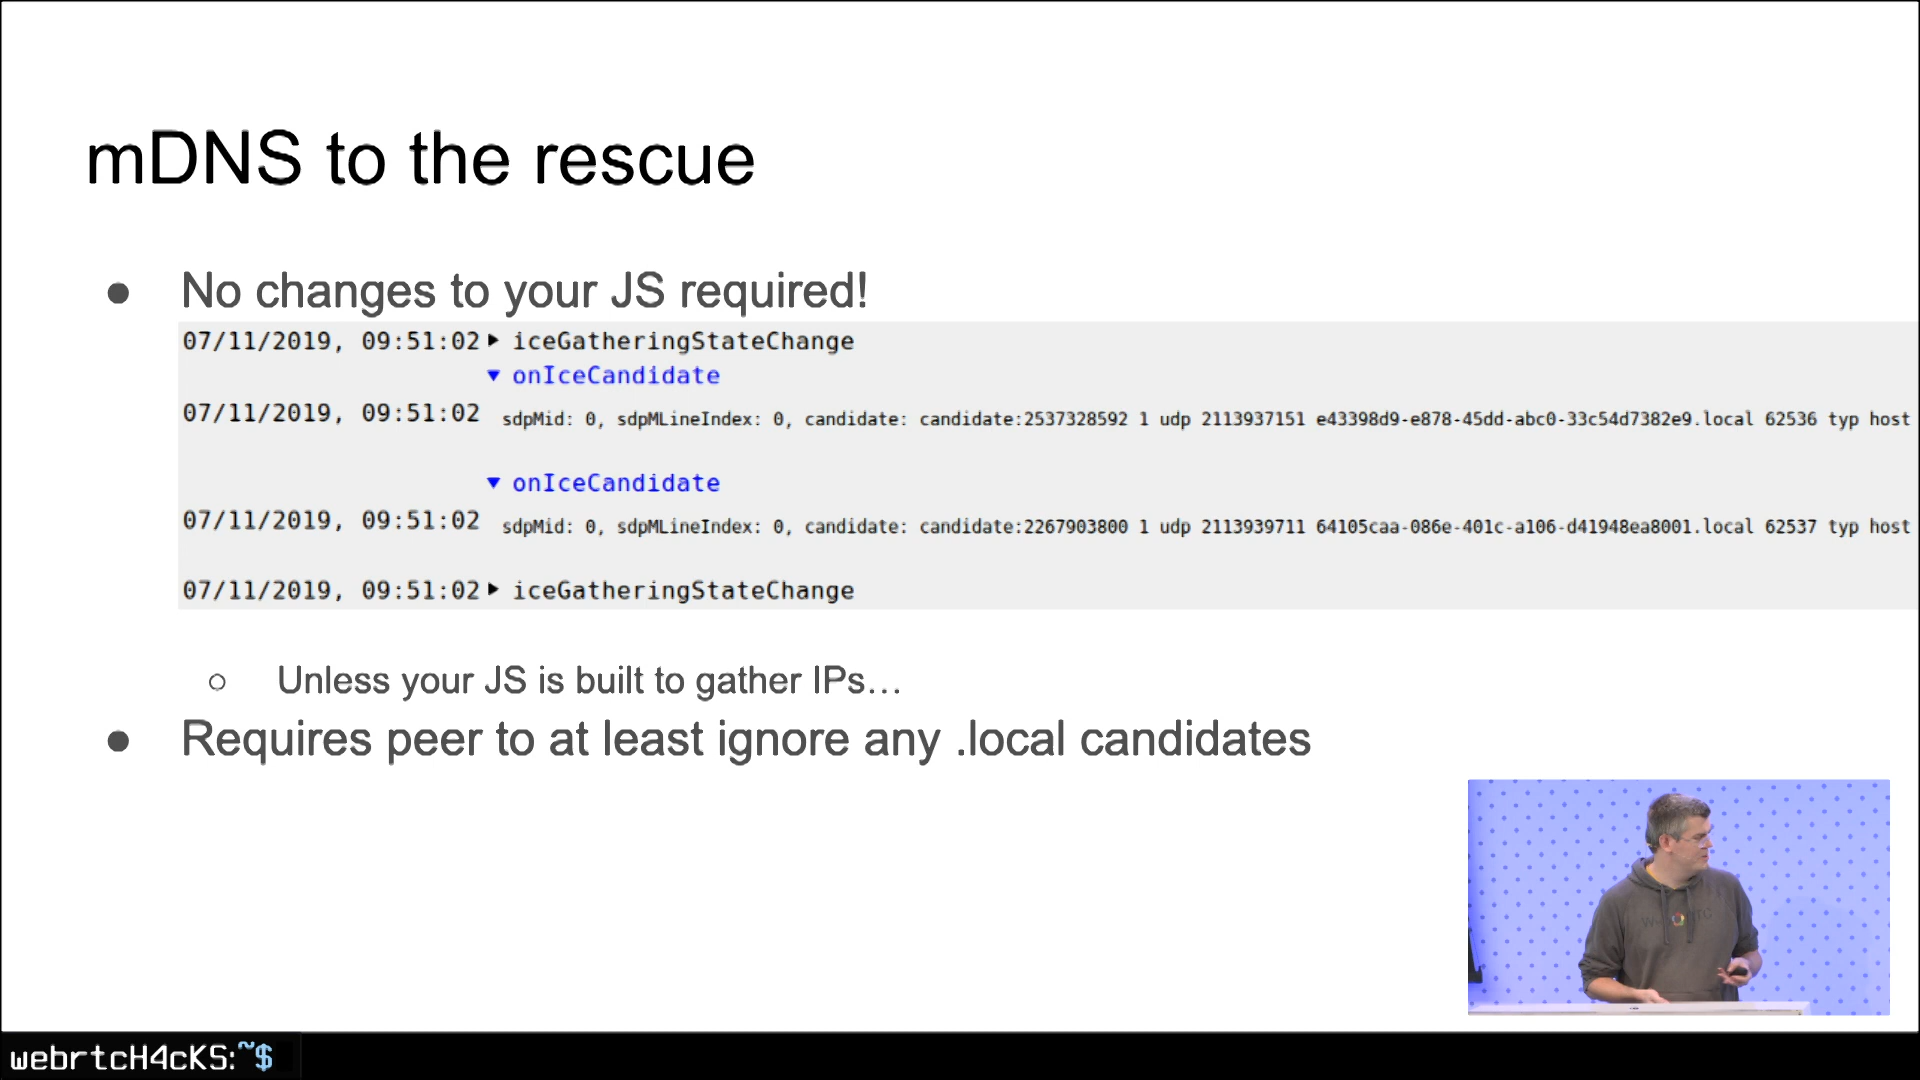 mDNS to the rescue
● No changes to your JS required!
07/11/2019, 09:51:02 ▶ iceGatheringStateChange
▼ onIceCandidate
07/11/2019, 09:51:02 sdpMid: 0, sdpMLineIndex: 0, candidate: candidate:2537328592 1 udp 2113937151 e43398d9-e878-45dd-abc0-33c54d7382e9.local 62536 typ host
▼ onIceCandidate
07/11/2019, 09:51:02 sdpMid: 0, sdpMLineIndex: 0, candidate: candidate:2267903800 1 udp 2113939711 64105caa-086e-401c-a106-d41948ea8001.local 62537 typ host
07/11/2019, 09:51:02 ▶ iceGatheringStateChange
○ Unless your JS is built to gather IPs…
● Requires peer to at least ignore any .local candidates
webrtcH4cKS:~$